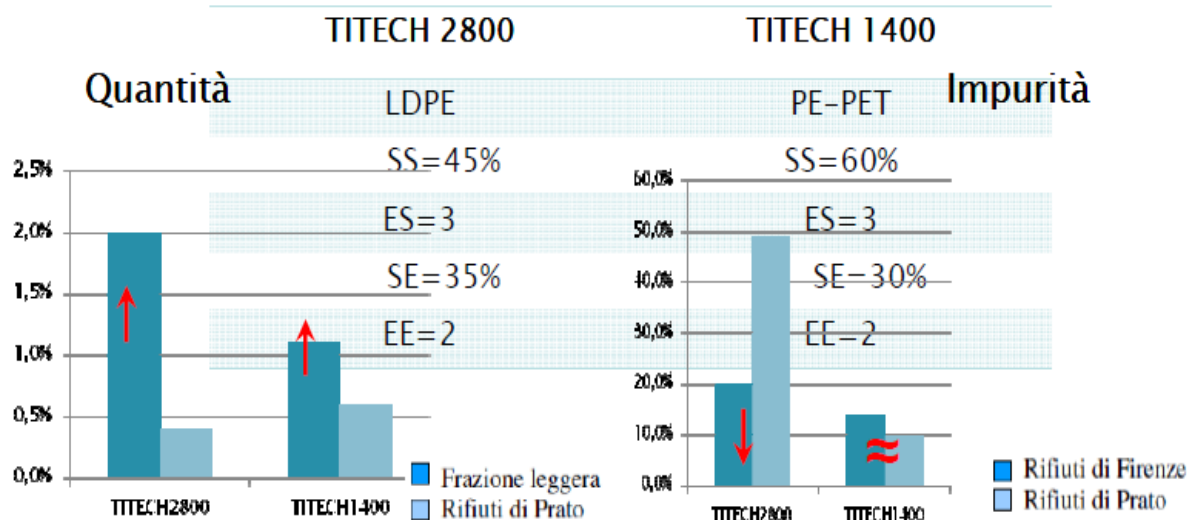 TITECH 2800 TITECH 1400
Quantità
Impurità
LDPE PE-PET
SS=45% SS=60%
ES=3 ES=3
SE=35% SE=30%
EE=2 EE=2
2,5%
2,0%
1,5%
1,0%
0,5%
0,0%
TITECH2800 TITECH1400
Frazione leggera
Rifiuti di Prato
60,0%
50,0%
40,0%
30,0%
20,0%
10,0%
0,0%
TITECH2800 TITECH1400
Rifiuti di Firenze
Rifiuti di Prato